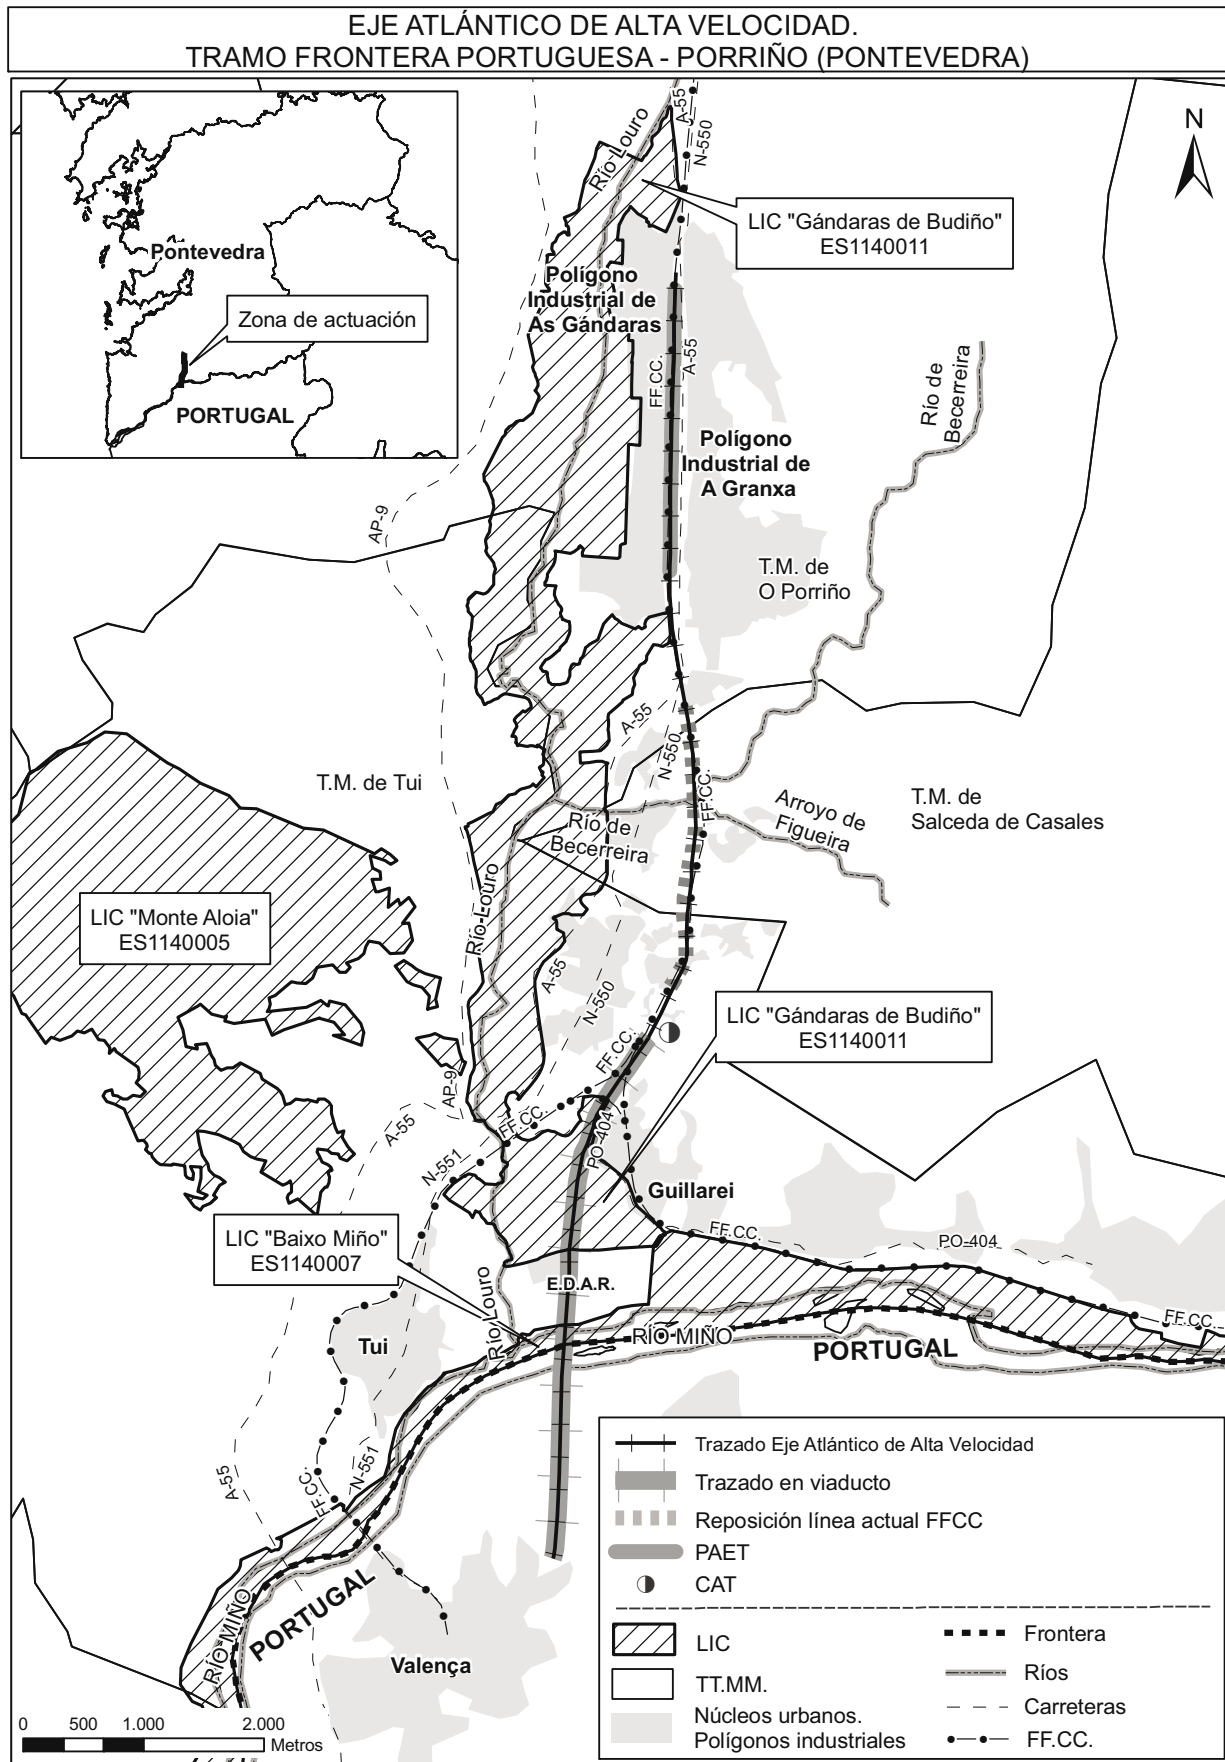 EJE ATLÁNTICO DE ALTA VELOCIDAD.
TRAMO FRONTERA PORTUGUESA - PORRIÑO (PONTEVEDRA)
Pontevedra
Zona de actuación
PORTUGAL
N
A-55
N-550
Río Louro
LIC "Gándaras de Budiño"
ES1140011
Polígono
Industrial de
As Gándaras
FF.CC.
A-55
Río de
Becerreira
Polígono
Industrial de
A Granxa
AP-9
T.M. de
O Porriño
A-55
N-550
T.M. de Tui
FF.CC.
Arroyo de
Figueira
T.M. de
Salceda de Casales
Río de
Becerreira
Río Louro
LIC "Monte Aloia"
ES1140005
A-55
N-550
LIC "Gándaras de Budiño"
ES1140011
FF.CC.
AP-9
A-55
FF.CC.
PO-404
N-551
Guillarei
LIC "Baixo Miño"
ES1140007
FF.CC.
PO-404
E.D.A.R.
Río Louro
FF.CC.
RÍO MIÑO
Tui
PORTUGAL
A-55
FF.CC.
N-551
RÍO MIÑO
PORTUGAL
Valença
Trazado Eje Atlántico de Alta Velocidad
Trazado en viaducto
Reposición línea actual FFCC
PAET
CAT
LIC
TT.MM.
Núcleos urbanos.
Polígonos industriales
Frontera
Ríos
Carreteras
FF.CC.
0 500 1.000 2.000
Metros